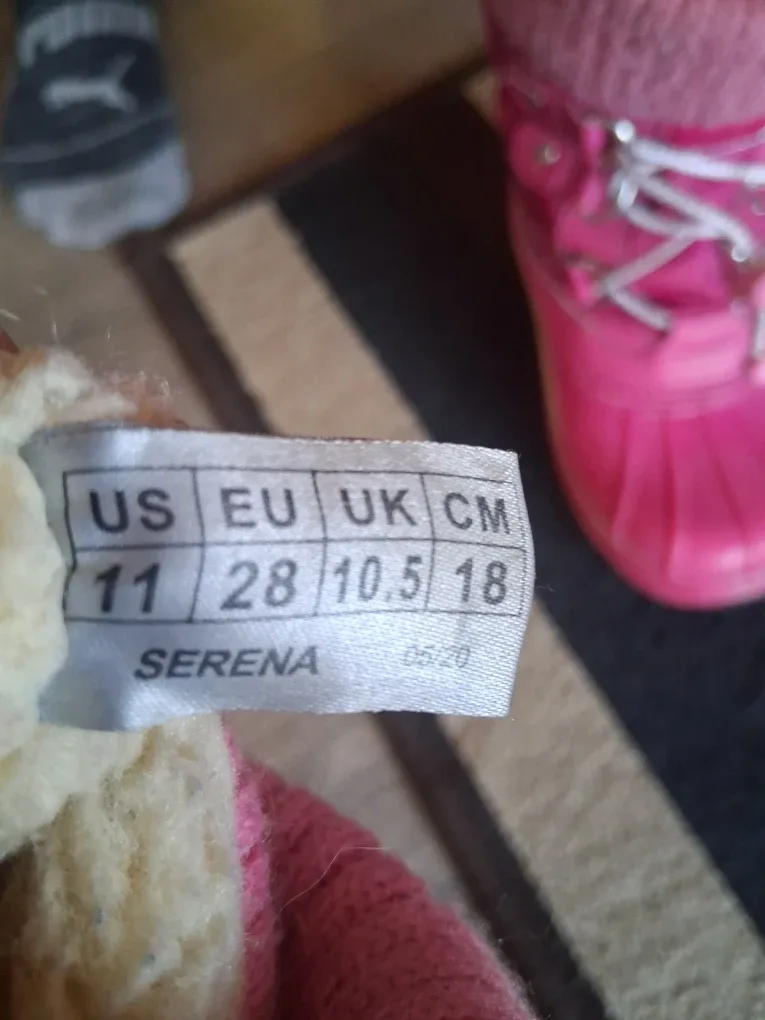 PUMA
US EU UK CM
11 28 10.5 18
SERENA 05/20